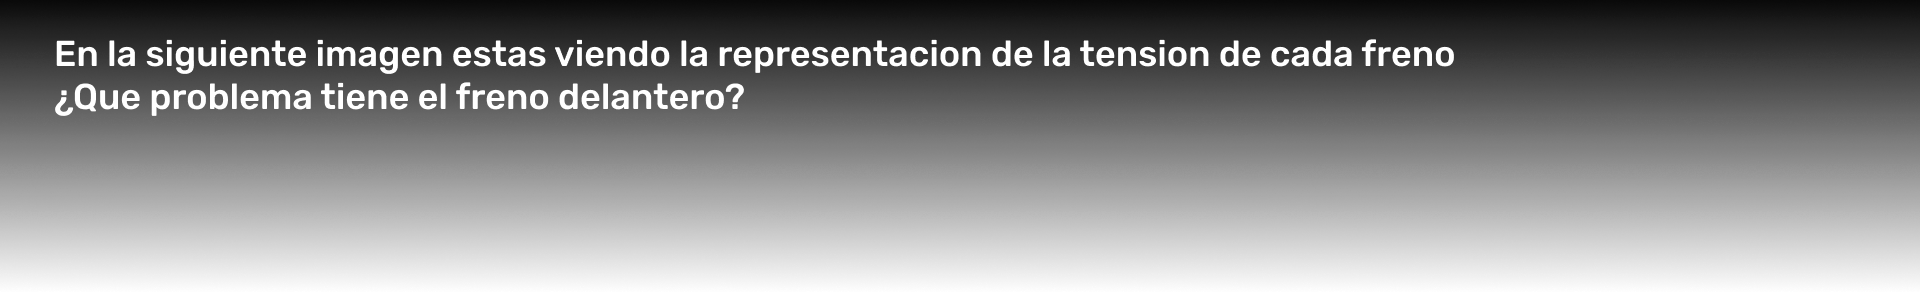 En la siguiente imagen estas viendo la representacion de la tension de cada freno
¿Que problema tiene el freno delantero?